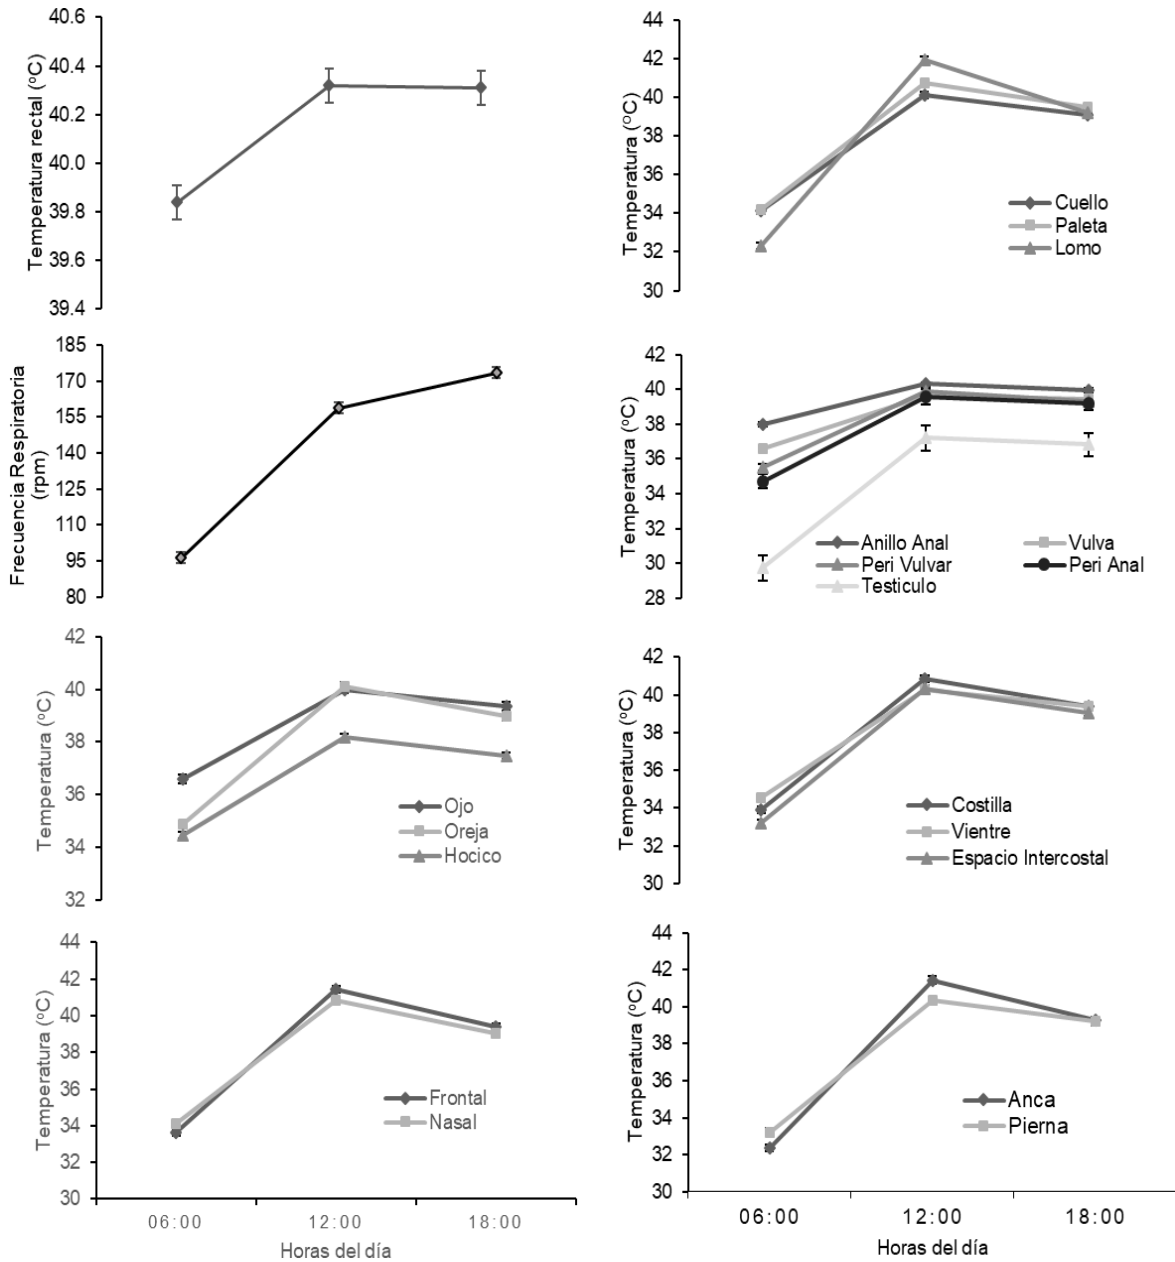 40.6
40.4
40.2
40.0
39.8
39.6
39.4
Temperatura rectal (°C)
44
42
40
38
36
34
32
30
Temperatura (°C)
Cuello
Paleta
Lomo
185
170
155
140
125
110
95
80
Frecuencia Respiratoria
(rpm)
42
40
38
36
34
32
30
28
Temperatura (°C)
Anillo Anal
Vulva
Peri Vulvar
Peri Anal
Testiculo
42
40
38
36
34
32
Temperatura (°C)
Ojo
Oreja
Hocico
42
40
38
36
34
32
30
Temperatura (°C)
Costilla
Vientre
Espacio Intercostal
44
42
40
38
36
34
32
30
Temperatura (°C)
Frontal
Nasal
06:00 12:00 18:00
Horas del día
44
42
40
38
36
34
32
30
Temperatura (°C)
Anca
Pierna
06:00 12:00 18:00
Horas del día